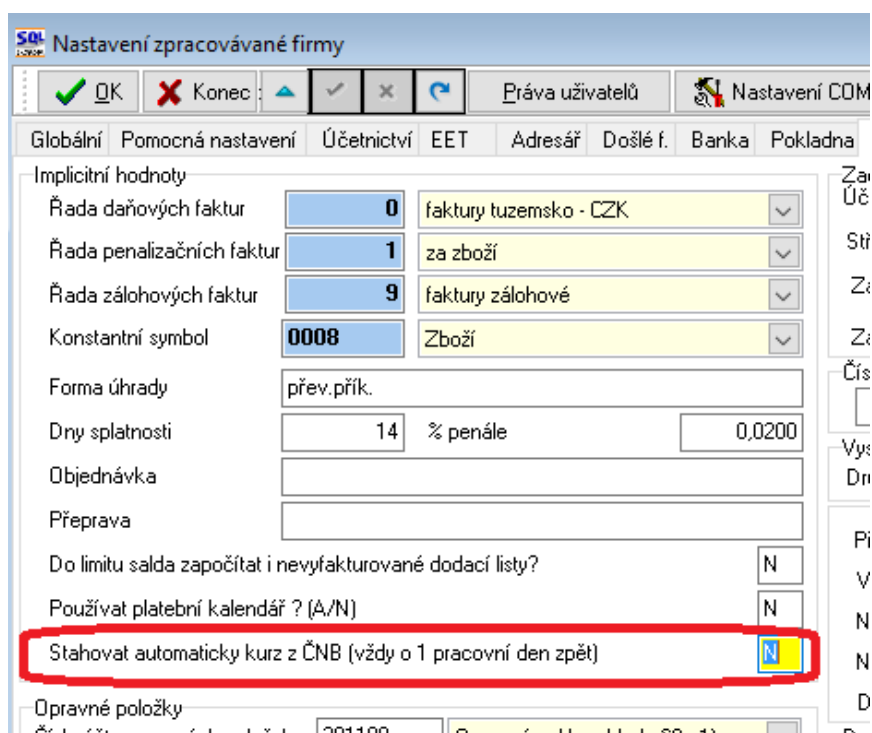 SQL Nastavení zpracovávané firmy
OK Konec Práva uživatelů Nastavení COM
Globální Pomocná nastavení Účetnictví EET Adresář Došlé f. Banka Pokladna
Implicitní hodnoty
Řada daňových faktur 0 faktury tuzemsko - CZK
Řada penalizačních faktur 1 za zboží
Řada zálohových faktur 9 faktury zálohové
Konstantní symbol 0008 Zboží
Forma úhrady přev.přík.
Dny splatnosti 14 % penále 0,0200
Objednávka
Přeprava
Do limitu salda započítat i nevyfakturované dodací listy? N
Používat platební kalendář ? (A/N) N
Stahovat automaticky kurz z ČNB (vždy o 1 pracovní den zpět) N
Opravné položky